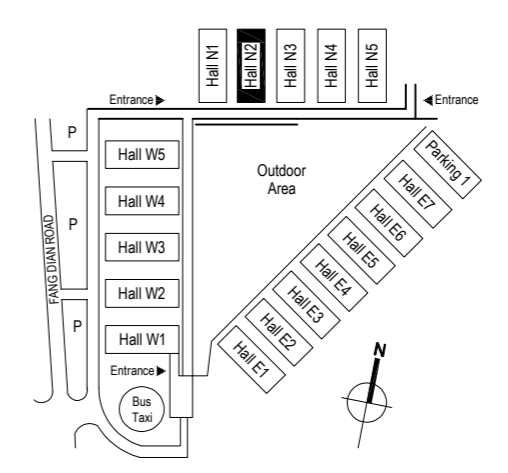 Hall N1
Hall N2
Hall N3
Hall N4
Hall N5
Entrance
Entrance
P
Hall W5
Outdoor
Area
Parking 1
Hall W4
Hall E7
P
Hall E6
Hall W3
Hall E5
FANG DIAN ROAD
Hall E4
Hall W2
Hall E3
P
Hall W1
Hall E2
Hall E1
N
Entrance
Bus
Taxi